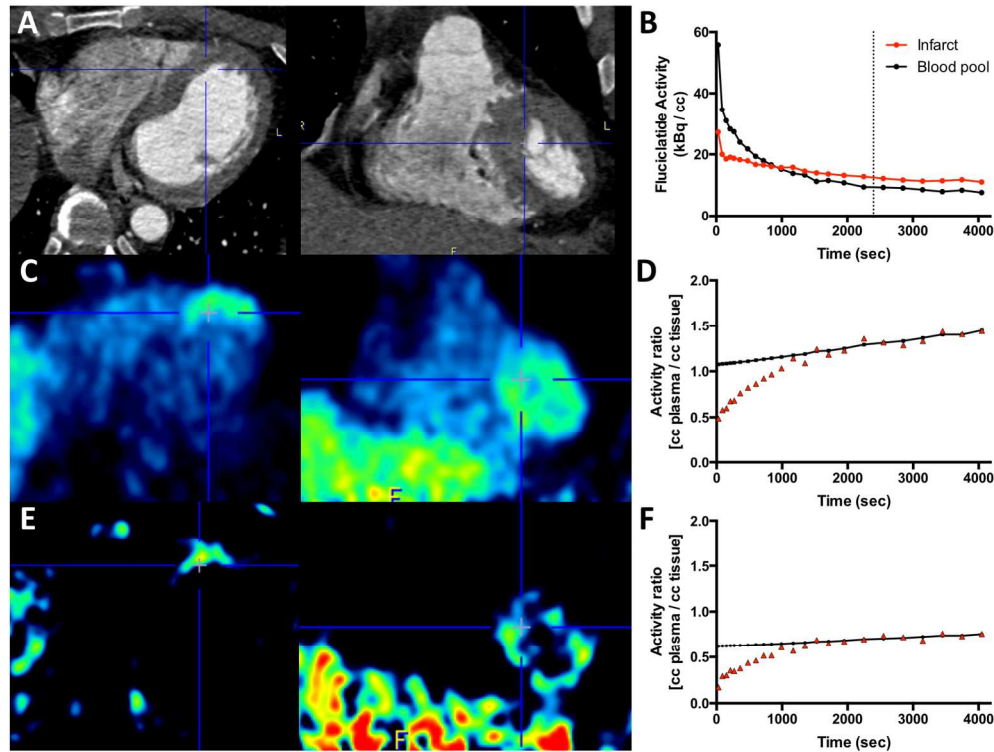 A
L
R
L
F
B
Fluciclatide Activity
(kBq / cc)
60
40
20
0
Infarct
Blood pool
0 1000 2000 3000 4000
Time (sec)
C
F
D
Activity ratio
[cc plasma / cc tissue]
2.0
1.5
1.0
0.5
0.0
0 1000 2000 3000 4000
Time (sec)
E
F
F
Activity ratio
[cc plasma / cc tissue]
2.0
1.5
1.0
0.5
0.0
0 1000 2000 3000 4000
Time (sec)